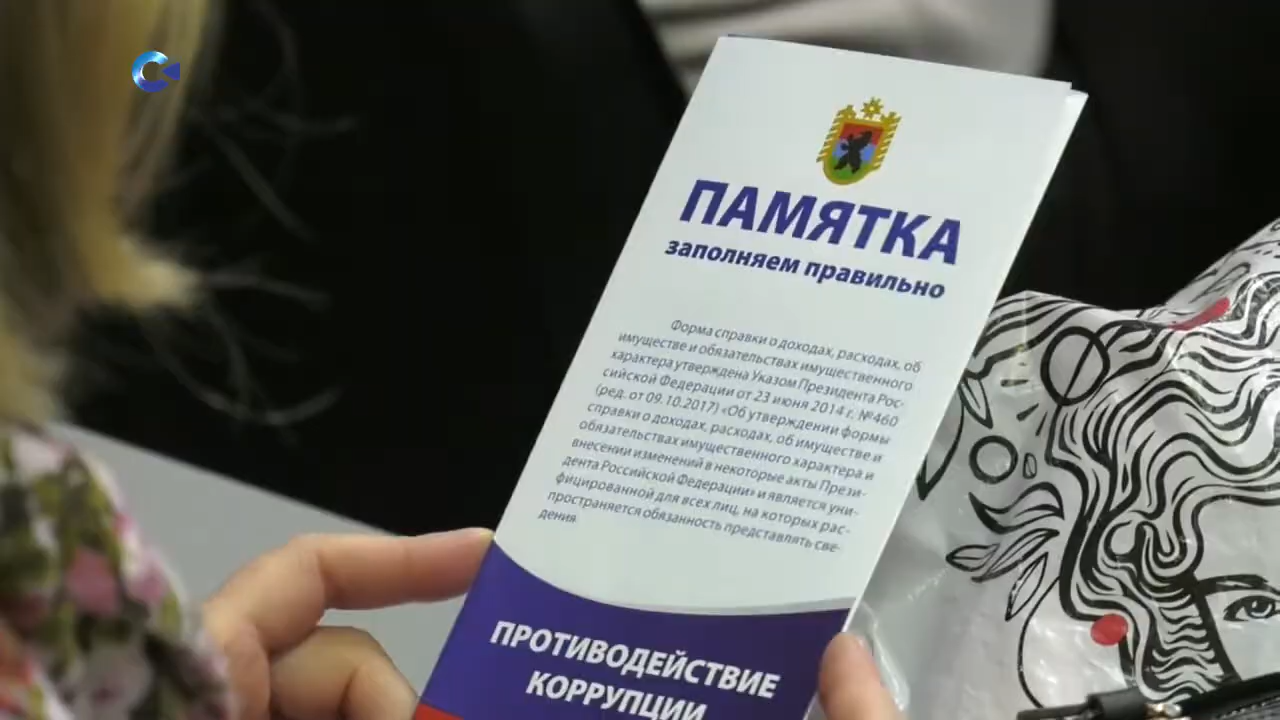 ПАМЯТКА
заполняем правильно
Форма справки о доходах, расходах, об
имуществе и обязательствах имущественного
характера утверждена Указом Президента Рос-
сийской Федерации от 23 июня 2014 г. №460
(ред. от 09.10.2017) «Об утверждении формы
справки о доходах, расходах, об имуществе и
обязательствах имущественного характера и
внесении изменений в некоторые акты Прези-
дента Российской Федерации» и является уни-
фицированной для всех лиц, на которых рас-
пространяется обязанность представлять све-
дения
ПРОТИВОДЕЙСТВИЕ
КОРРУПЦИИ